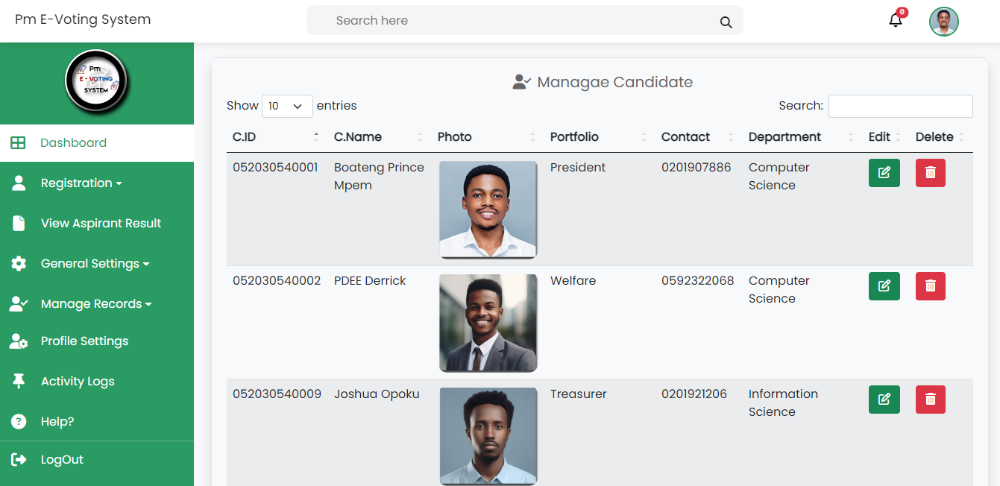 Pm E-Voting System
Search here
0
Pm
E - VOTING
SYSTEM
Dashboard
Registration
View Aspirant Result
General Settings
Manage Records
Profile Settings
Activity Logs
Help?
LogOut
Managae Candidate
Show 10 entries
Search:
C.ID C.Name Photo Portfolio Contact Department Edit Delete
052030540001 Boateng Prince President 0201907886 Computer
Mpem Science
052030540002 PDEE Derrick Welfare 0592322068 Computer
Science
052030540009 Joshua Opoku Treasurer 0201921206 Information
Science